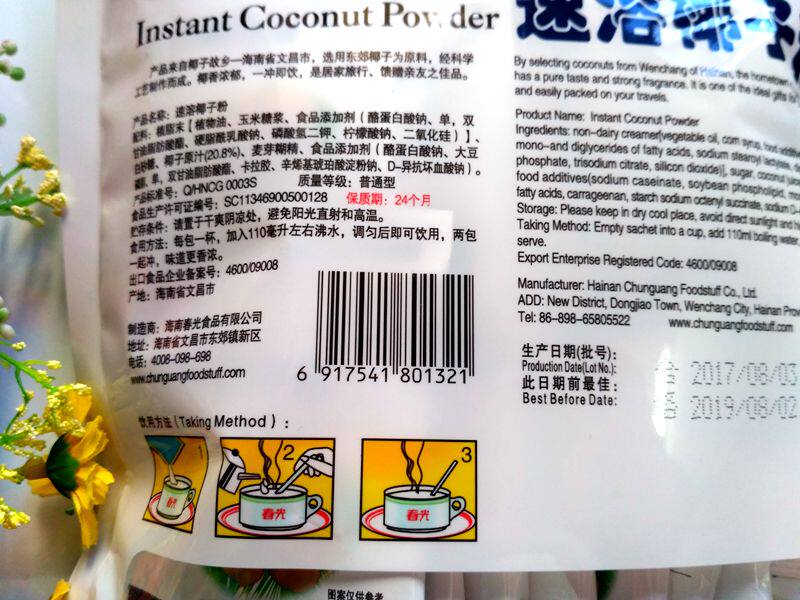 Instant Coconut Powder
速溶椰子
产品来自椰子故乡—海南省文昌市，选用东郊椰子为原料，经科学
工艺制作而成。椰香浓郁，一冲即饮，是居家旅行、馈赠亲友之佳品。
产品名称：速溶椰子粉
配料：植脂末【植物油、玉米糖浆、食品添加剂（酪蛋白酸钠、单，双
甘油脂肪酸酯、硬脂酰乳酸钠、磷酸氢二钾、柠檬酸钠、二氧化硅）】、
白砂糖、椰子原汁(20.8%)、麦芽糊精、食品添加剂（酪蛋白酸钠、大豆
磷脂、单，双甘油脂肪酸酯、卡拉胶、辛烯基琥珀酸淀粉钠、D-异抗坏血酸钠）。
产品标准号：Q/HNCG 0003S 质量等级：普通型
食品生产许可证编号：SC11346900500128 保质期：24个月
贮存条件：请置于干爽阴凉处，避免阳光直射和高温。
食用方法：每包一杯，加入110毫升左右沸水，调匀后即可饮用，两包
一起冲，味道更香浓。
出口食品企业备案号：4600/09008
产地：海南省文昌市
制造商：海南春光食品有限公司
地址：海南省文昌市东郊镇新区
电话：4008-098-698
www.chunguangfoodstuff.com
6 917541 801321
By selecting coconuts from Wenchang of Hainan, the hometown
has a pure taste and strong fragrance. It is one of the ideal gifts
and easily packed on your travels.
Product Name: Instant Coconut Powder
Ingredients: non-dairy creamer[vegetable oil, corn syrup, food
mono-and diglycerides of fatty acids, sodium stearoyl lactylate,
phosphate, trisodium citrate, silicon dioxide)], sugar, coconut
food additives(sodium caseinate, soybean phospholipid,
fatty acids, carrageenan, starch sodium octenyl succinate, sodium
Storage: Please keep in dry cool place, avoid direct sunlight and
Taking Method: Empty sachet into a cup, add 110ml boiling water,
serve.
Export Enterprise Registered Code: 4600/09008
Manufacturer: Hainan Chunguang Foodstuff Co., Ltd.
ADD: New District, Dongjiao Town, Wenchang City, Hainan
Tel: 86-898-65805522 www.chunguangfoodstuff.com
生产日期(批号)：
Production Date(Lot No.): 2017/08/03
此日期前最佳：
Best Before Date: 2019/08/02
饮用方法（Taking Method）：
1
2
3
春光
春光
春光
图案仅供参考